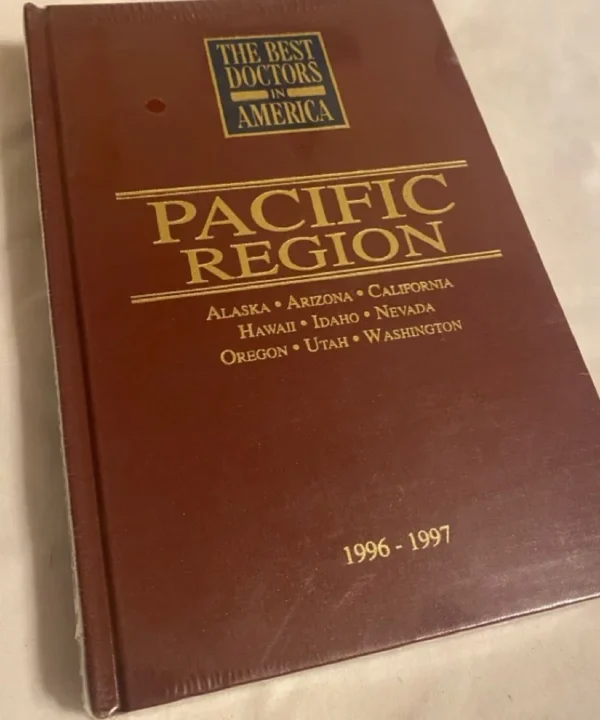 THE BEST
DOCTORS
IN
AMERICA
PACIFIC
REGION
ALASKA • ARIZONA • CALIFORNIA
HAWAII • IDAHO • NEVADA
OREGON • UTAH • WASHINGTON
1996 - 1997